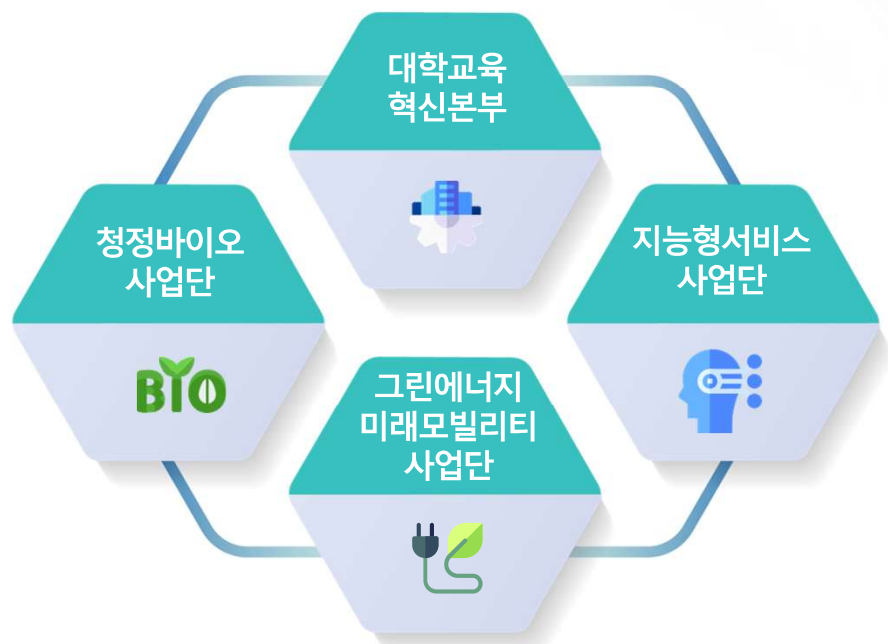 대학교육
혁신본부
청정바이오
사업단
BIO
지능형서비스
사업단
그린에너지
미래모빌리티
사업단